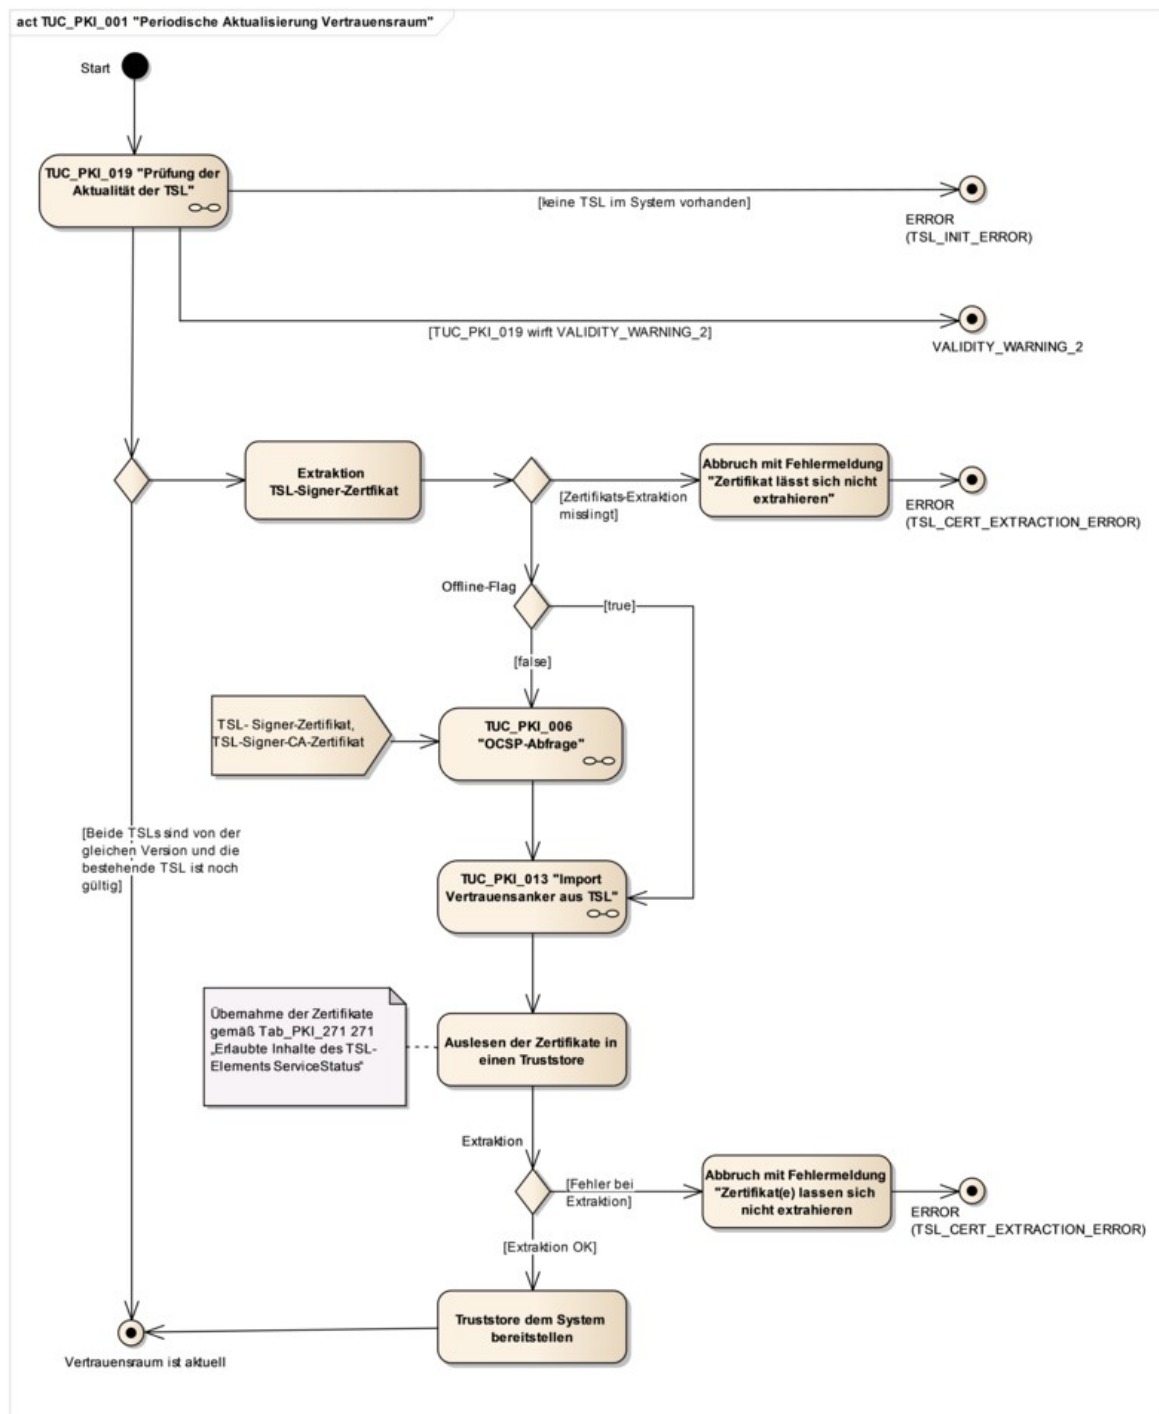 act TUC_PKI_001 "Periodische Aktualisierung Vertrauensraum"
Start
TUC_PKI_019 "Prüfung der
Aktualität der TSL"
[keine TSL im System vorhanden]
ERROR
(TSL_INIT_ERROR)
[TUC_PKI_019 wirft VALIDITY_WARNING_2]
VALIDITY_WARNING_2
Extraktion
TSL-Signer-Zertfikat
[Zertifikats-Extraktion
misslingt]
Abbruch mit Fehlermeldung
"Zertifikat lässt sich nicht
extrahieren"
ERROR
(TSL_CERT_EXTRACTION_ERROR)
Offline-Flag
[true]
[false]
TSL- Signer-Zertifikat,
TSL-Signer-CA-Zertifikat
TUC_PKI_006
"OCSP-Abfrage"
[Beide TSLs sind von der
gleichen Version und die
bestehende TSL ist noch
gültig]
TUC_PKI_013 "Import
Vertrauensanker aus TSL"
Übernahme der Zertifikate
gemäß Tab_PKI_271 271
„Erlaubte Inhalte des TSL-
Elements ServiceStatus“
Auslesen der Zertifikate in
einen Truststore
Extraktion
[Fehler bei
Extraktion]
Abbruch mit Fehlermeldung
"Zertifikat(e) lassen sich
nicht extrahieren
ERROR
(TSL_CERT_EXTRACTION_ERROR)
[Extraktion OK]
Truststore dem System
bereitstellen
Vertrauensraum ist aktuell